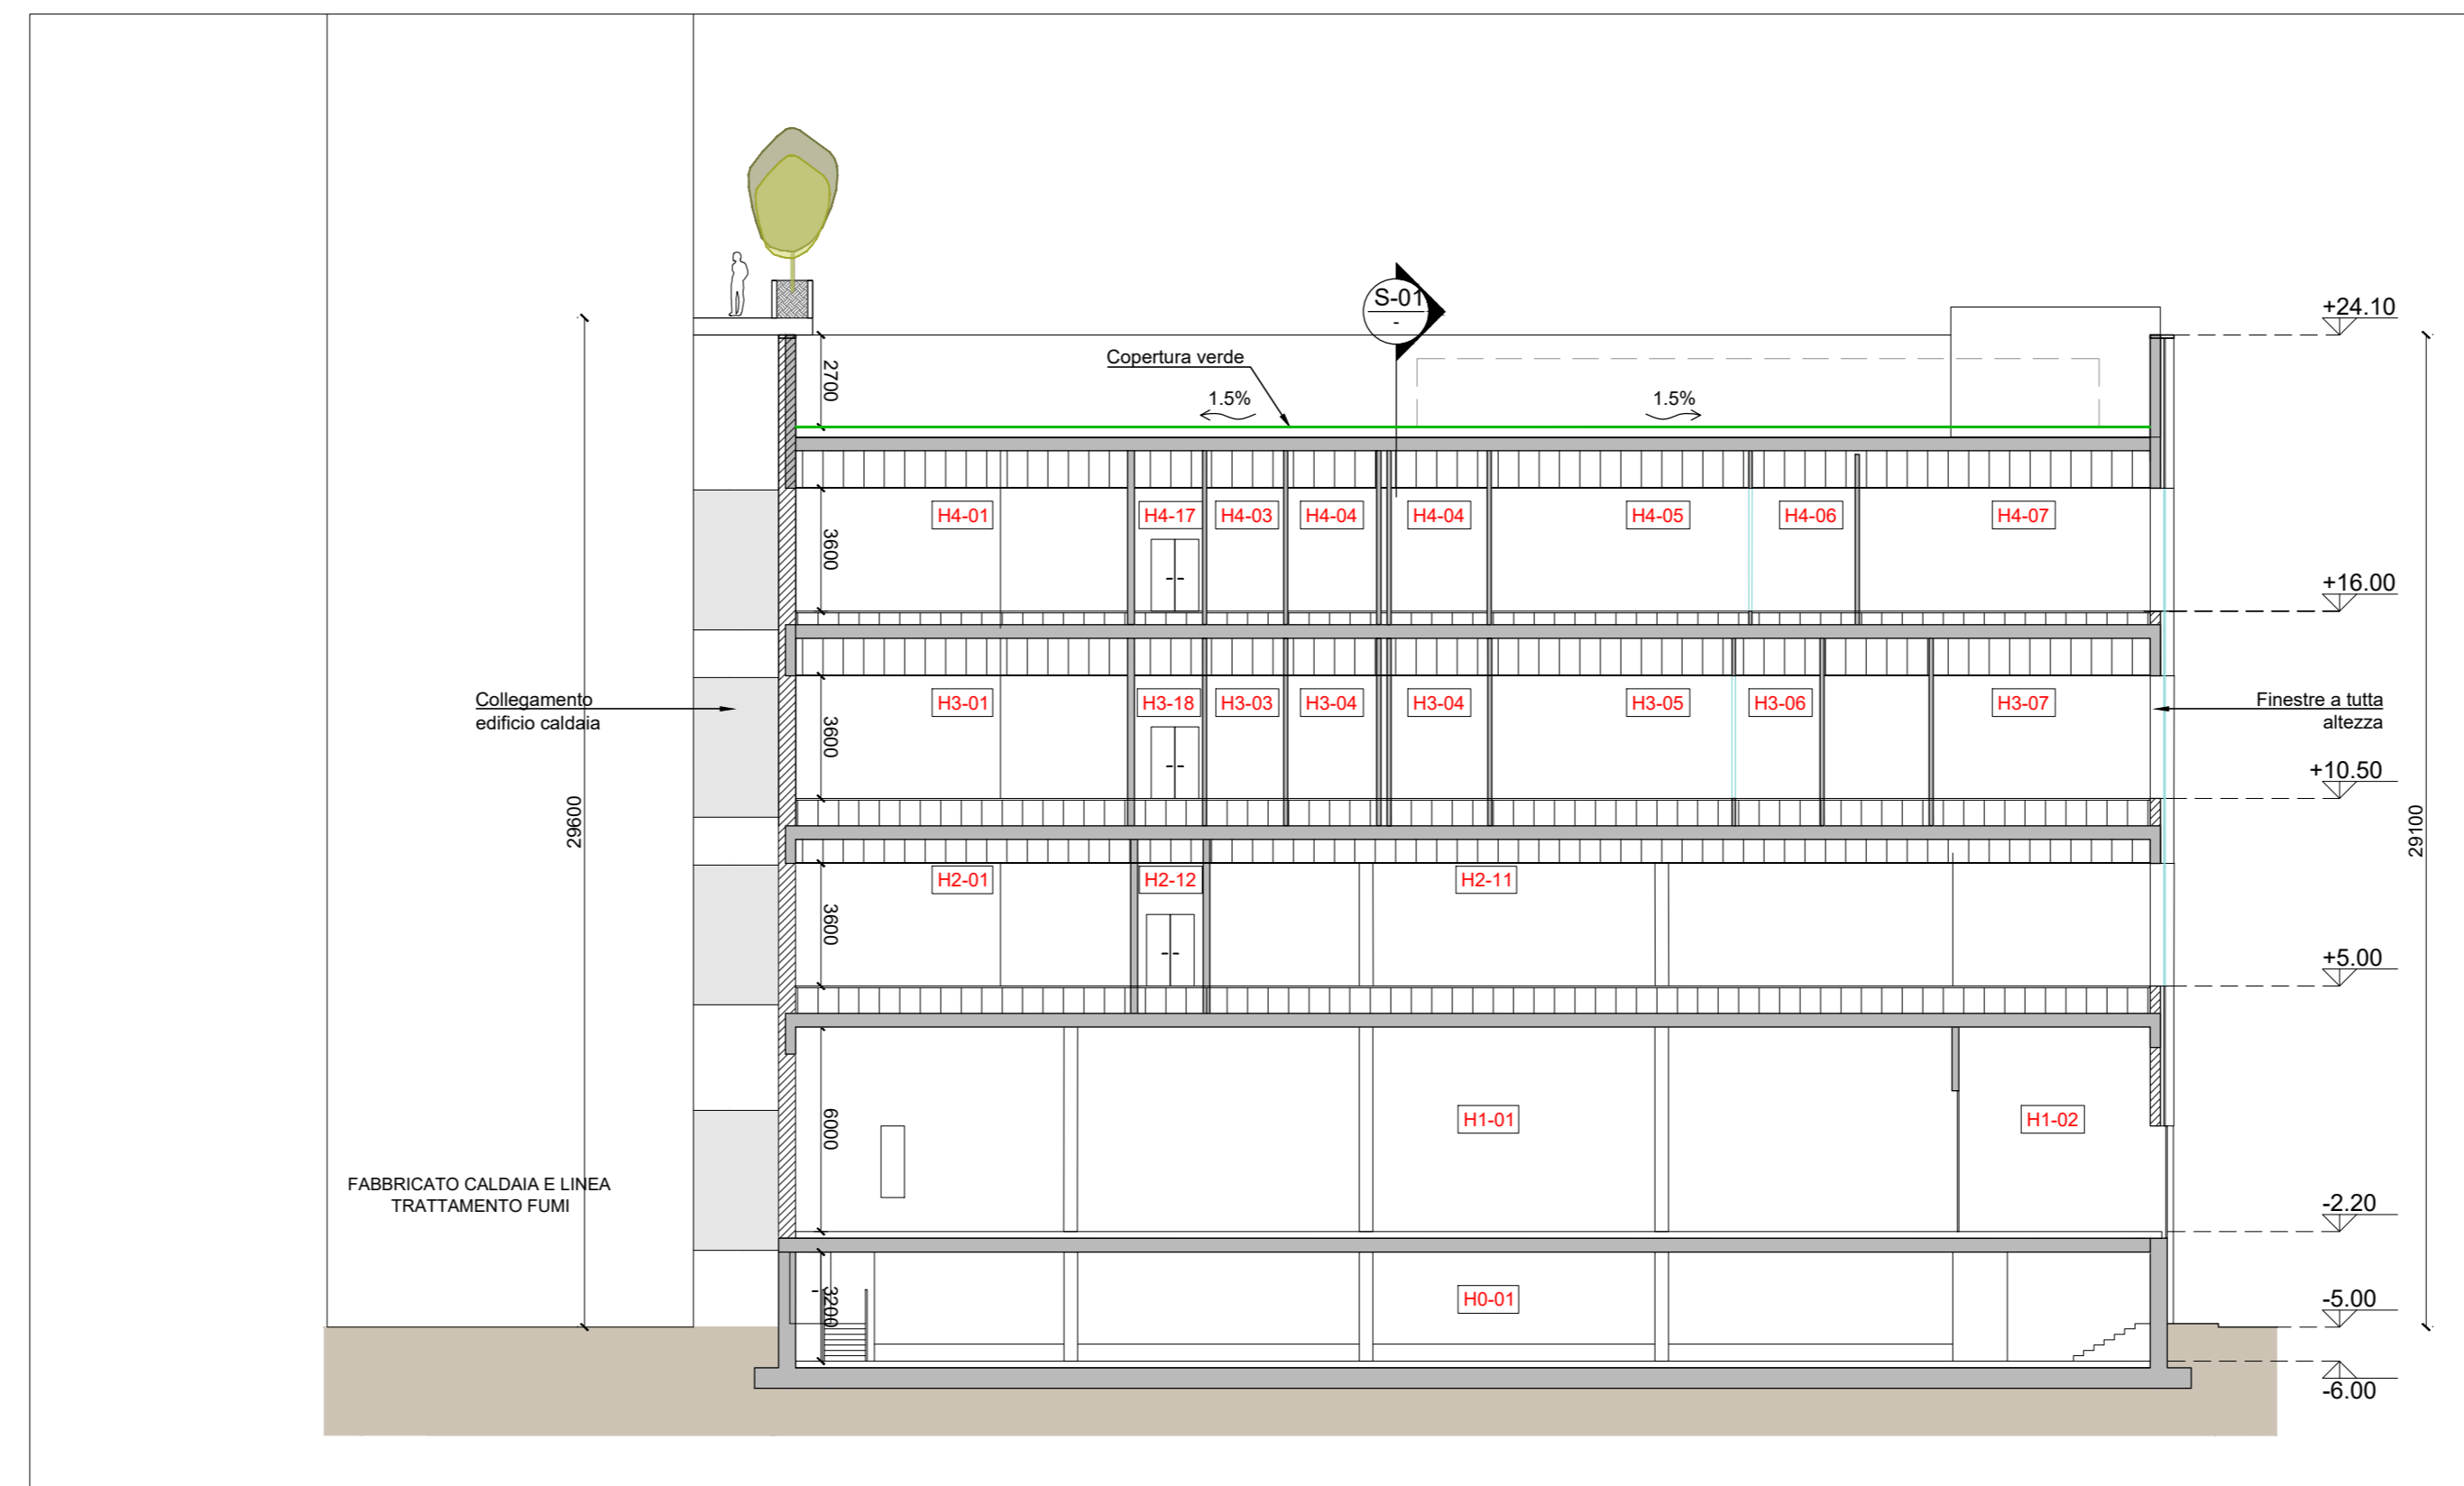 +24.10
S-01
-
Copertura verde
2700
1.5%
1.5%
H4-01
H4-17
H4-03
H4-04
H4-04
H4-05
H4-06
H4-07
3600
+16.00
Collegamento
edificio caldaia
H3-01
H3-18
H3-03
H3-04
H3-04
H3-05
H3-06
H3-07
Finestre a tutta
altezza
3600
+10.50
29600
29100
H2-01
H2-12
H2-11
3600
+5.00
H1-01
H1-02
6000
FABBRICATO CALDAIA E LINEA
TRATTAMENTO FUMI
-2.20
H0-01
3200
-5.00
-6.00